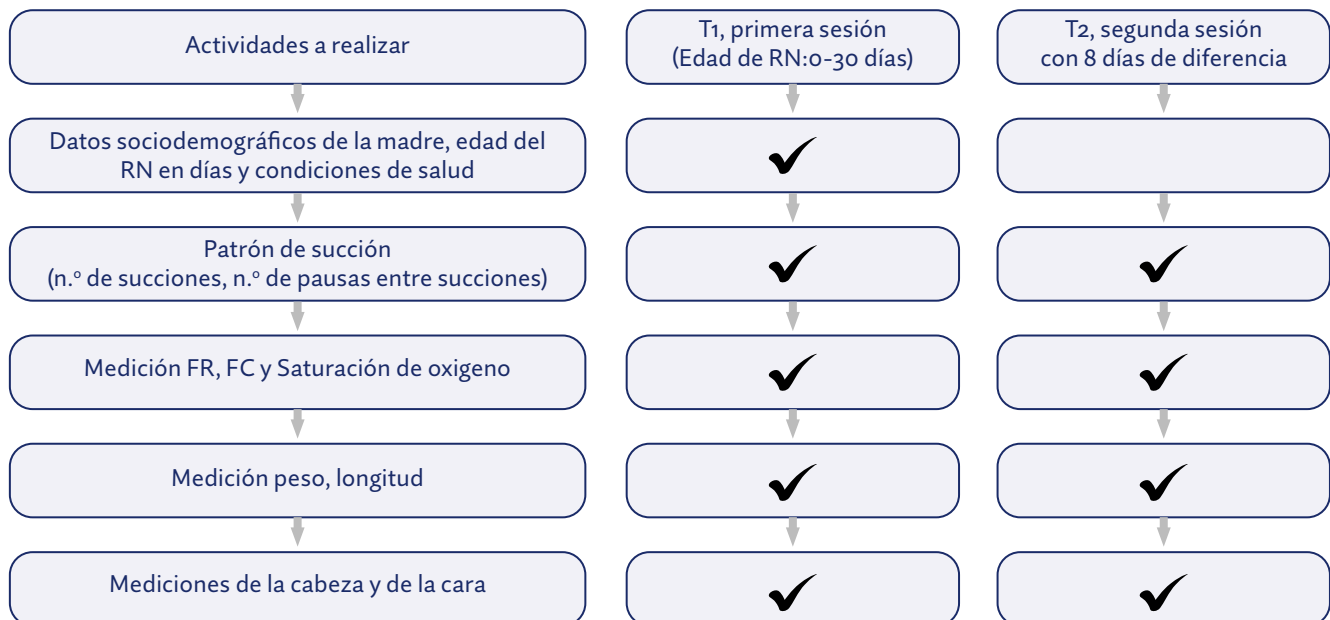 Actividades a realizar
T1, primera sesión
(Edad de RN:0-30 días)
T2, segunda sesión
con 8 días de diferencia
Datos sociodemográficos de la madre, edad del
RN en días y condiciones de salud
Patrón de succión
(n.º de succiones, n.º de pausas entre succiones)
Medición FR, FC y Saturación de oxigeno
Medición peso, longitud
Mediciones de la cabeza y de la cara